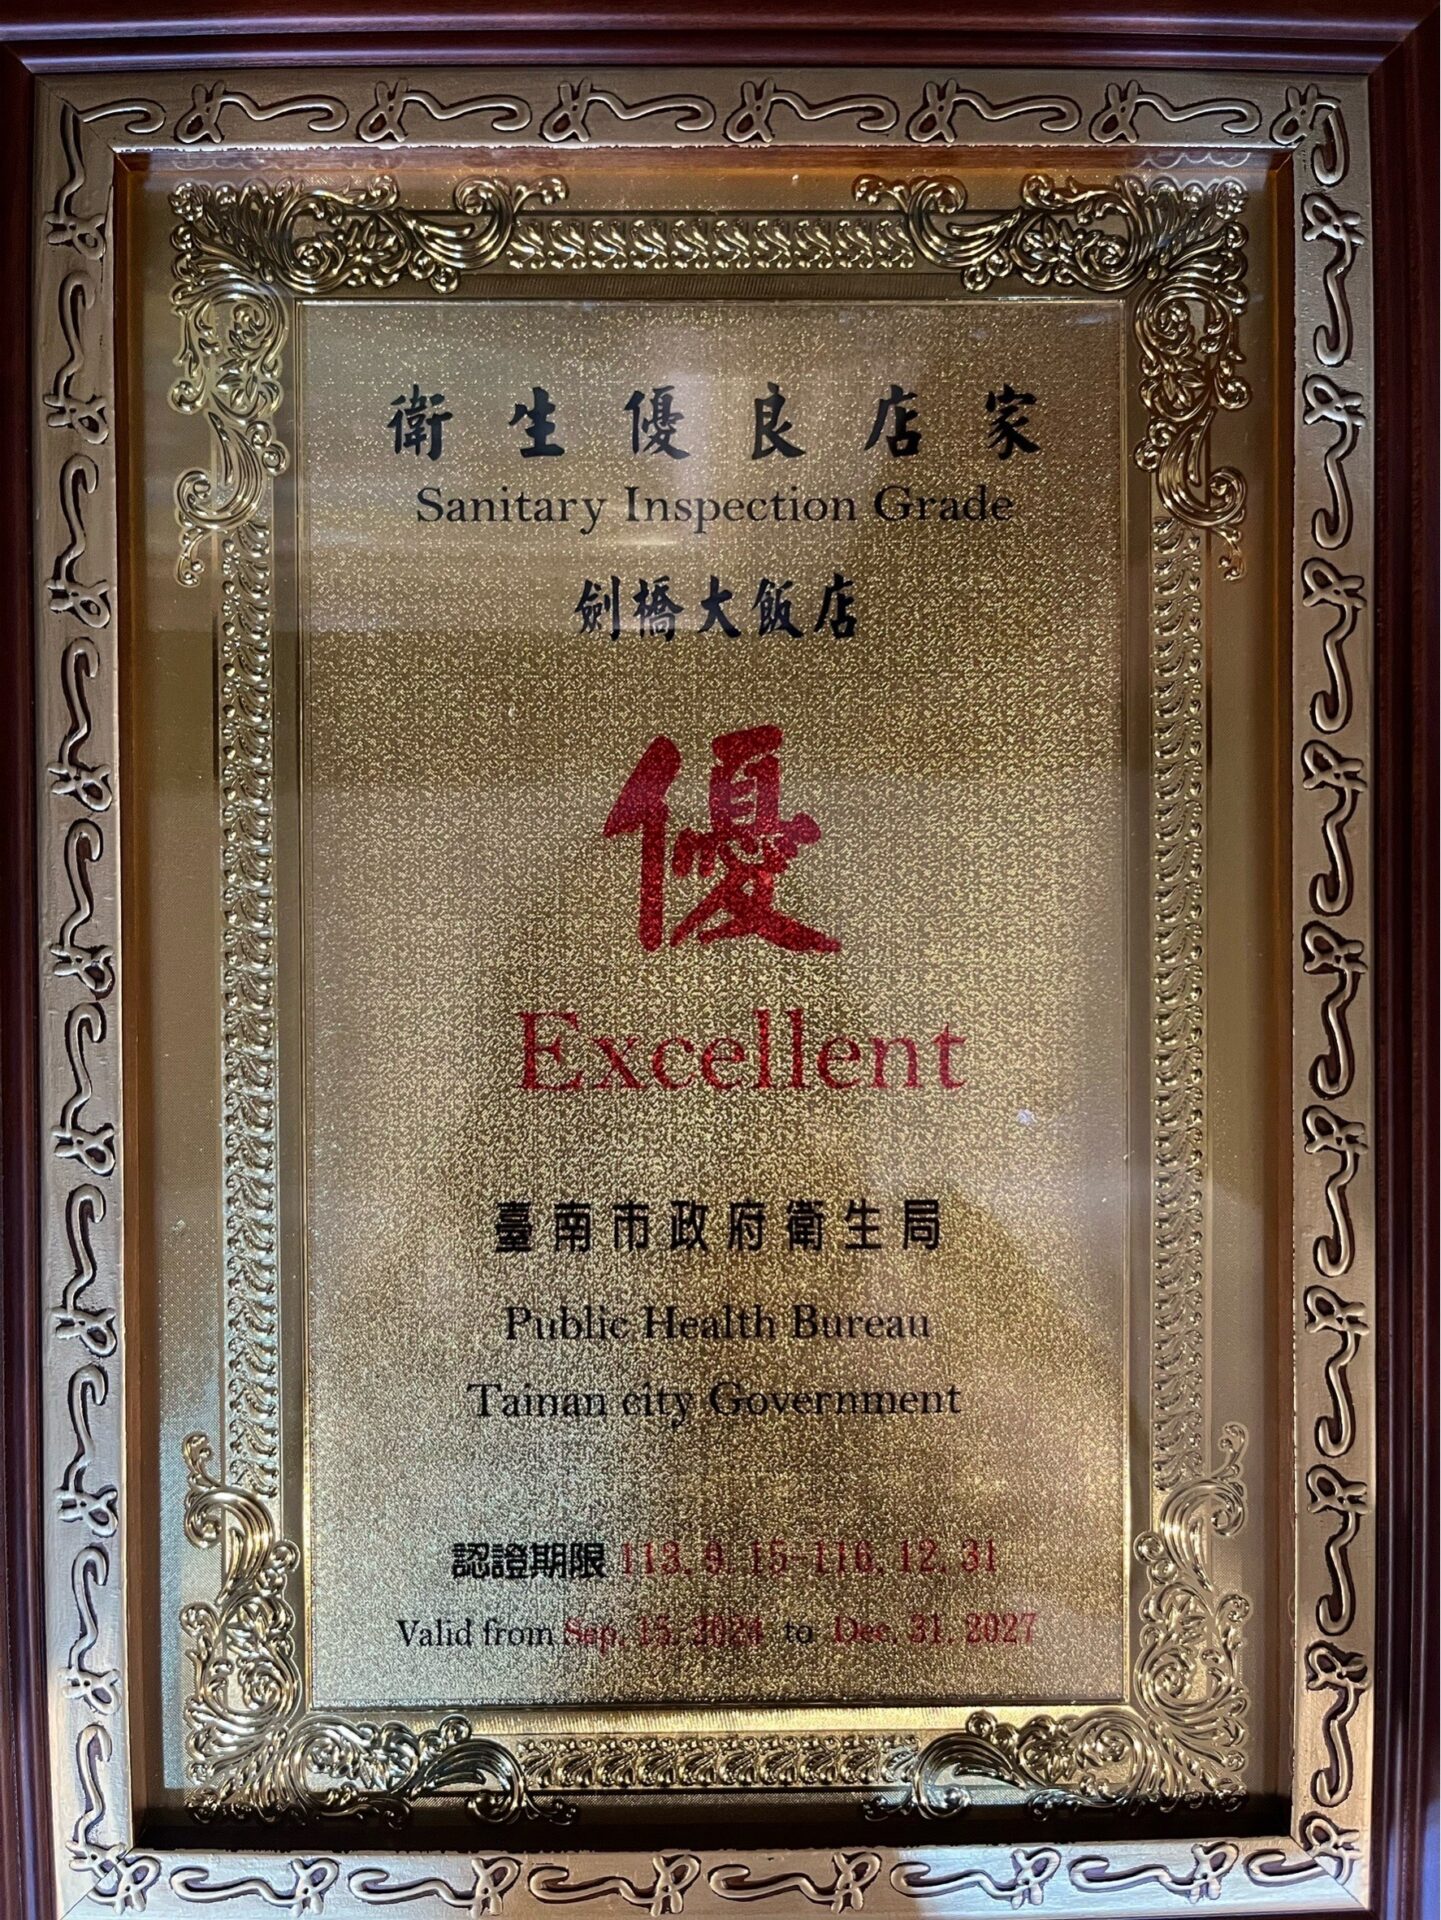 衛生優良店家
Sanitary Inspection Grade
劍橋大飯店
優
Excellent
臺南市政府衛生局
Public Health Bureau
Tainan city Government
認證期限 113.9.15-116.12.31
Valid from Sep. 15. 2024 to Dec. 31. 2027